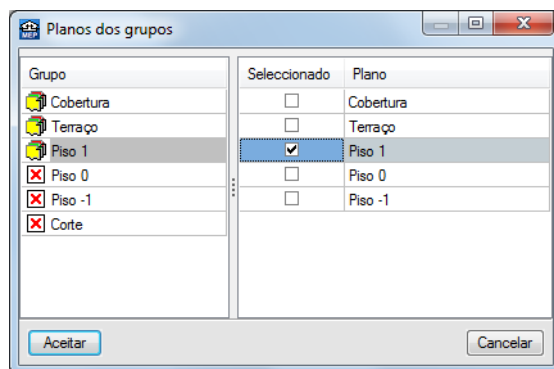 MEP Planos dos grupos
Grupo
Cobertura
Terraço
Piso 1
Piso 0
Piso -1
Corte
Seleccionado Plano
Cobertura
Terraço
Piso 1
Piso 0
Piso -1
Aceitar Cancelar